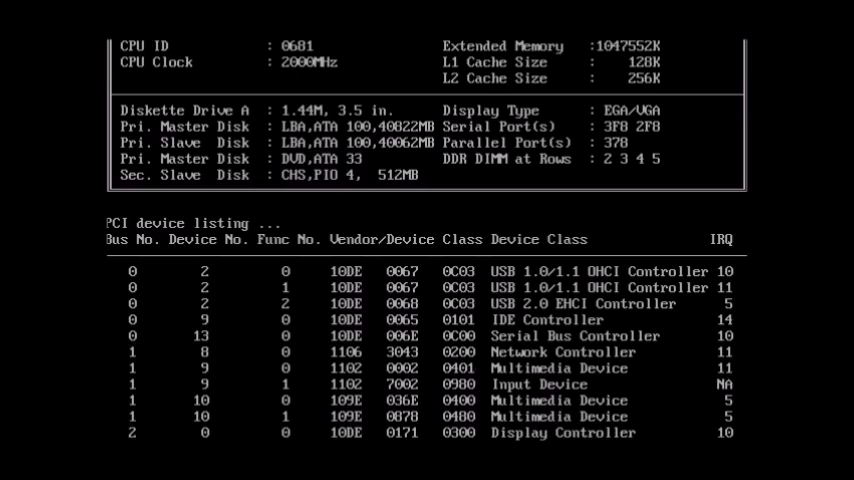 CPU ID : 0681 Extended Memory :1047552K
CPU Clock : 2000MHz L1 Cache Size : 128K
L2 Cache Size : 256K
Diskette Drive A : 1.44M, 3.5 in. Display Type : EGA/VGA
Pri. Master Disk : LBA,ATA 100,40822MB Serial Port(s) : 3F8 2F8
Pri. Slave Disk : LBA,ATA 100,40062MB Parallel Port(s) : 378
Pri. Master Disk : DVD,ATA 33 DDR DIMM at Rows : 2 3 4 5
Sec. Slave Disk : CHS,PIO 4, 512MB
PCI device listing ...
Bus No. Device No. Func No. Vendor/Device Class Device Class IRQ
0 2 0 10DE 0067 0C03 USB 1.0/1.1 OHCI Controller 10
0 2 1 10DE 0067 0C03 USB 1.0/1.1 OHCI Controller 11
0 2 2 10DE 0068 0C03 USB 2.0 EHCI Controller 5
0 9 0 10DE 0065 0101 IDE Controller 14
0 13 0 10DE 006E 0C00 Serial Bus Controller 10
1 8 0 1106 3043 0200 Network Controller 11
1 9 0 1102 0002 0401 Multimedia Device 11
1 9 1 1102 7002 0980 Input Device NA
1 10 0 109E 036E 0400 Multimedia Device 5
1 10 1 109E 0878 0480 Multimedia Device 5
2 0 0 10DE 0171 0300 Display Controller 10